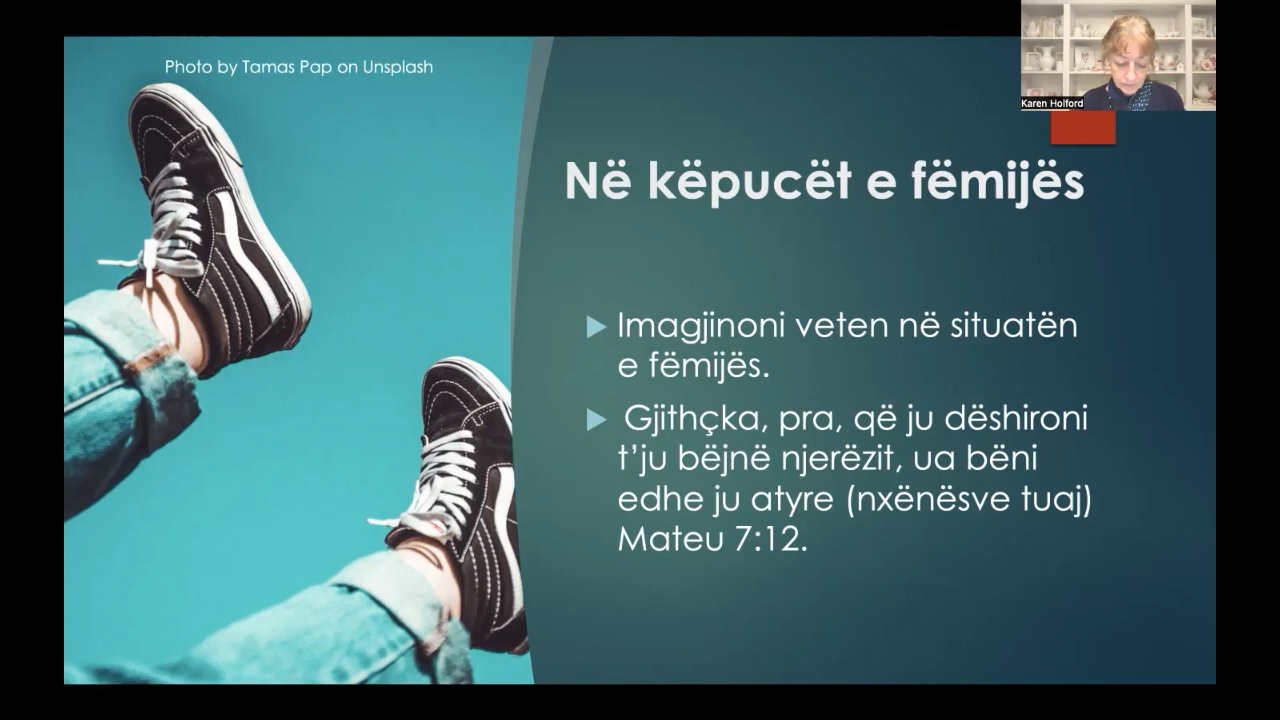 Photo by Tamas Pap on Unsplash
Karen Holford
Në këpucët e fëmijës
Imagjinoni veten në situatën
e fëmijës.
Gjithçka, pra, që ju dëshironi
t’ju bëjnë njerëzit, ua bëni
edhe ju atyre (nxënësve tuaj)
Mateu 7:12.